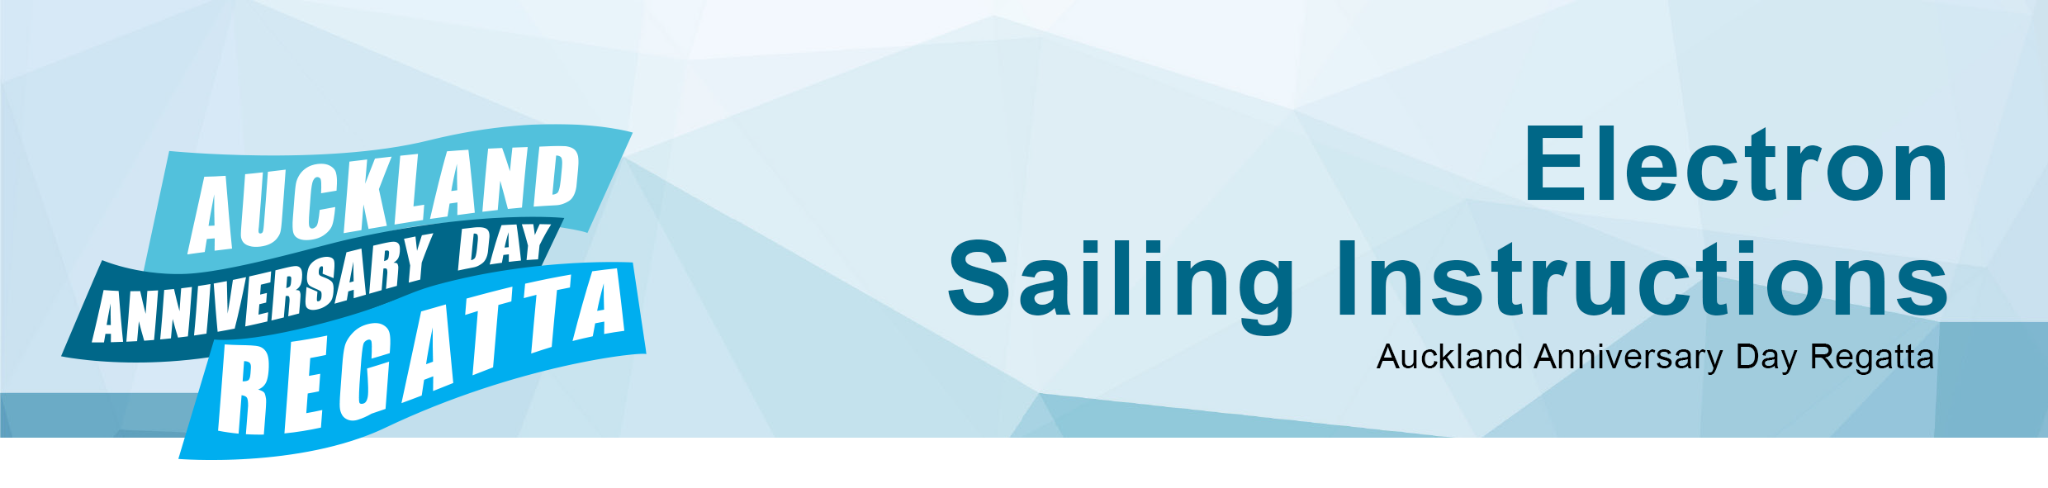 AUCKLAND
ANNIVERSARY DAY
REGATTA
Electron
Sailing Instructions
Auckland Anniversary Day Regatta